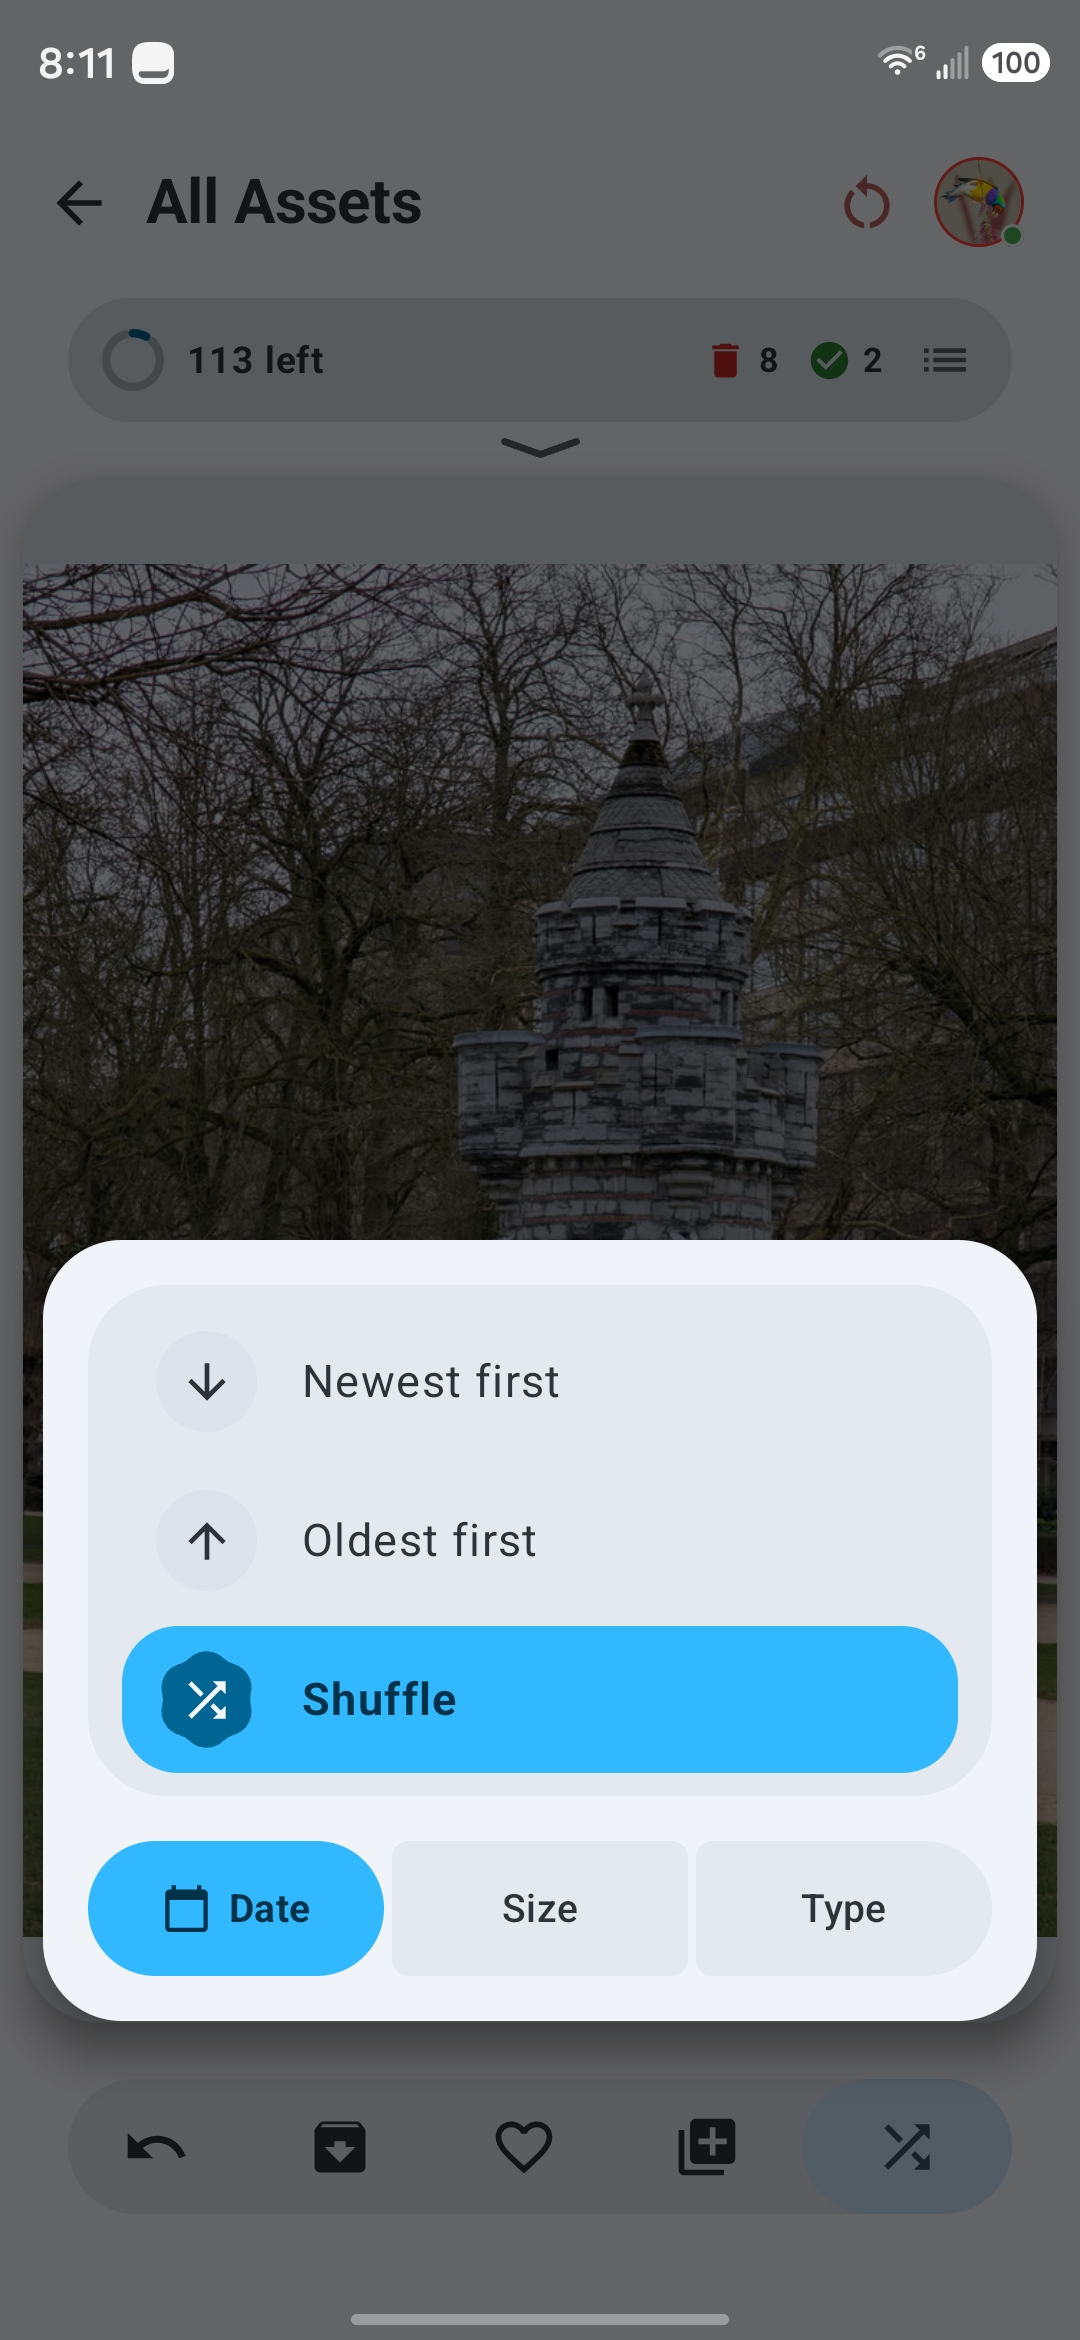 8:11
6
100
All Assets
113 left
8
2
Newest first
Oldest first
Shuffle
Date
Size
Type